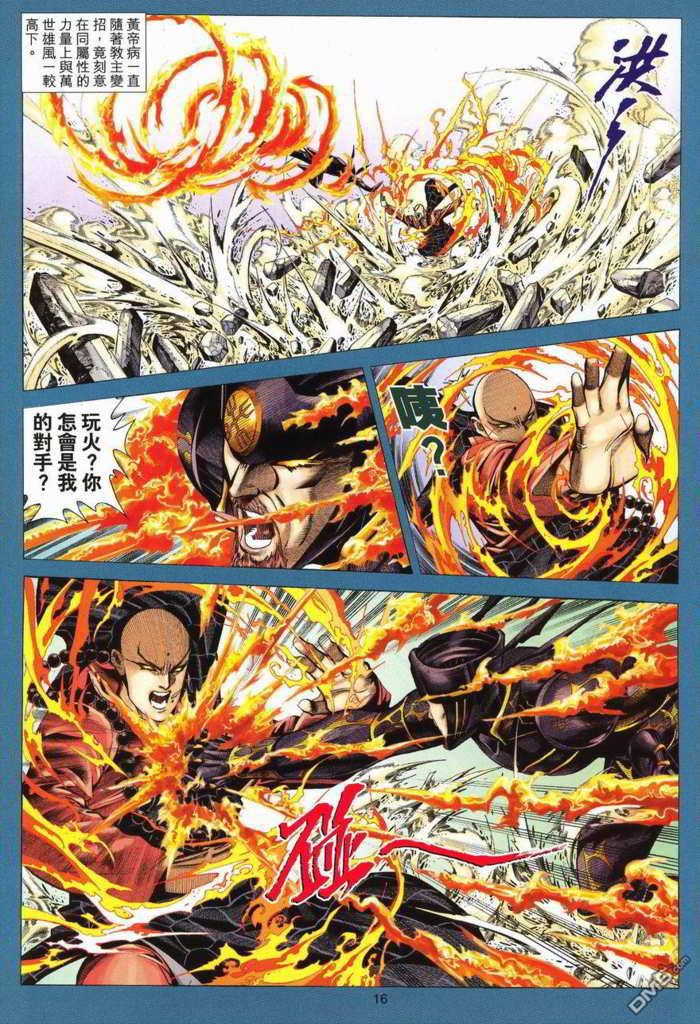 黃帝病一直
隨著教主變
招，竟刻意
在同屬性的
力量上與萬
世雄風一較
高下。
洪
咦？
玩火？你
怎會是我
的對手？
碰
16